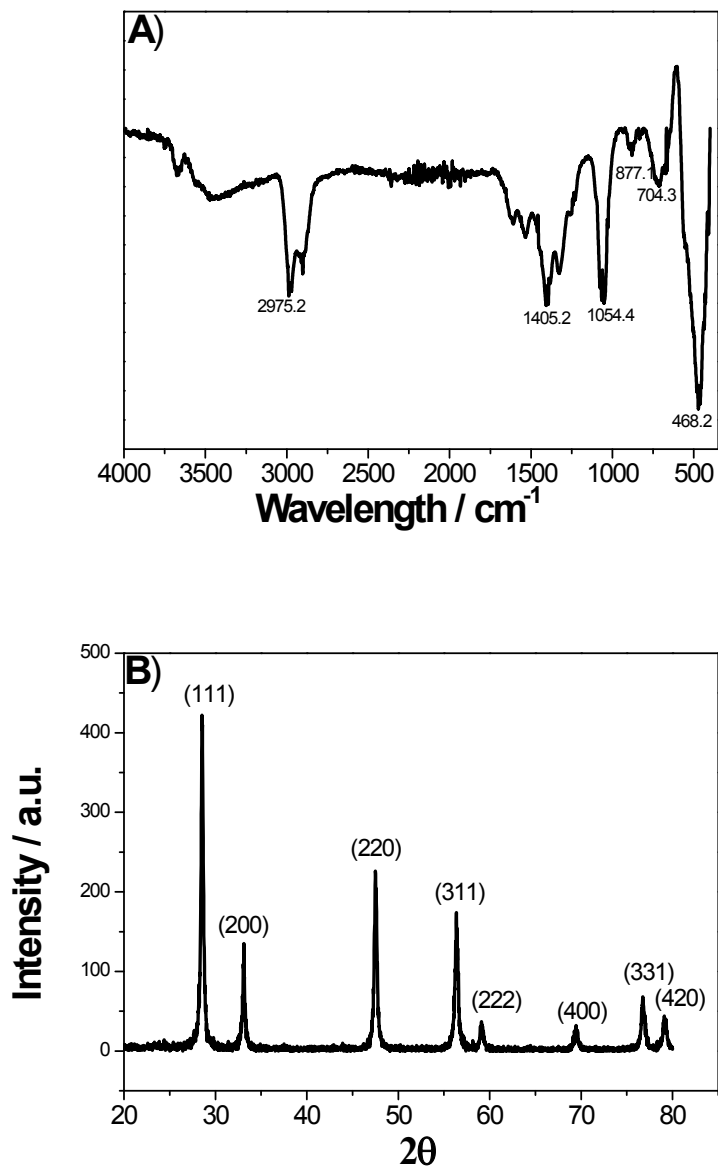 A)
877.1
704.3
2975.2
1405.2
1054.4
468.2
4000 3500 3000 2500 2000 1500 1000 500
Wavelength / cm⁻¹
B)
500
400
300
200
100
0
Intensity / a.u.
(111)
(200)
(220)
(311)
(222)
(400)
(331)
(420)
20 30 40 50 60 70 80
2θ